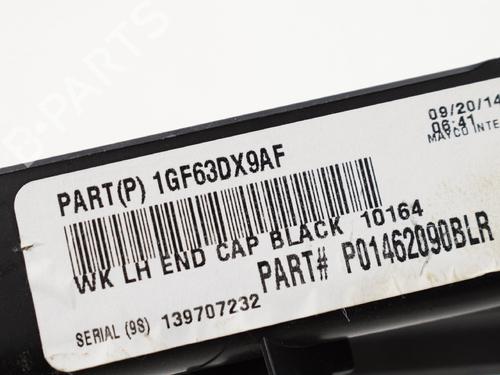 PART(P) 1GF63DX9AF
09/20/14
06:41
MAYCO INTE
WK LH END CAP BLACK 10164
PART# P01462090BLR
SERIAL (9S) 139707232
B-PARTS